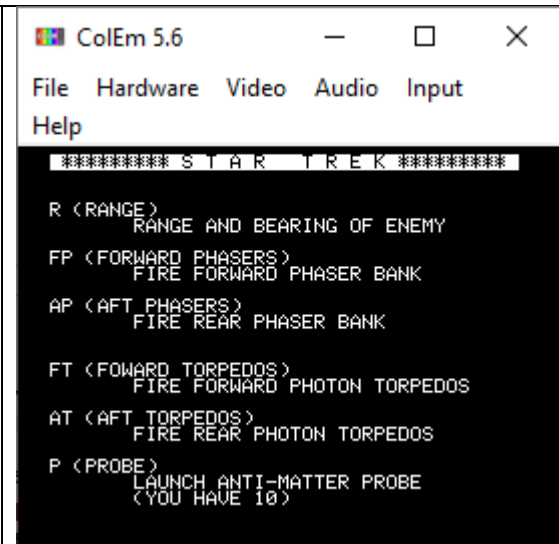 ColEm 5.6
File Hardware Video Audio Input
Help
********* S T A R   T R E K *********
R (RANGE)
RANGE AND BEARING OF ENEMY
FP (FORWARD PHASERS)
FIRE FORWARD PHASER BANK
AP (AFT PHASERS)
FIRE REAR PHASER BANK
FT (FOWARD TORPEDOS)
FIRE FORWARD PHOTON TORPEDOS
AT (AFT TORPEDOS)
FIRE REAR PHOTON TORPEDOS
P (PROBE)
LAUNCH ANTI-MATTER PROBE
(YOU HAVE 10)